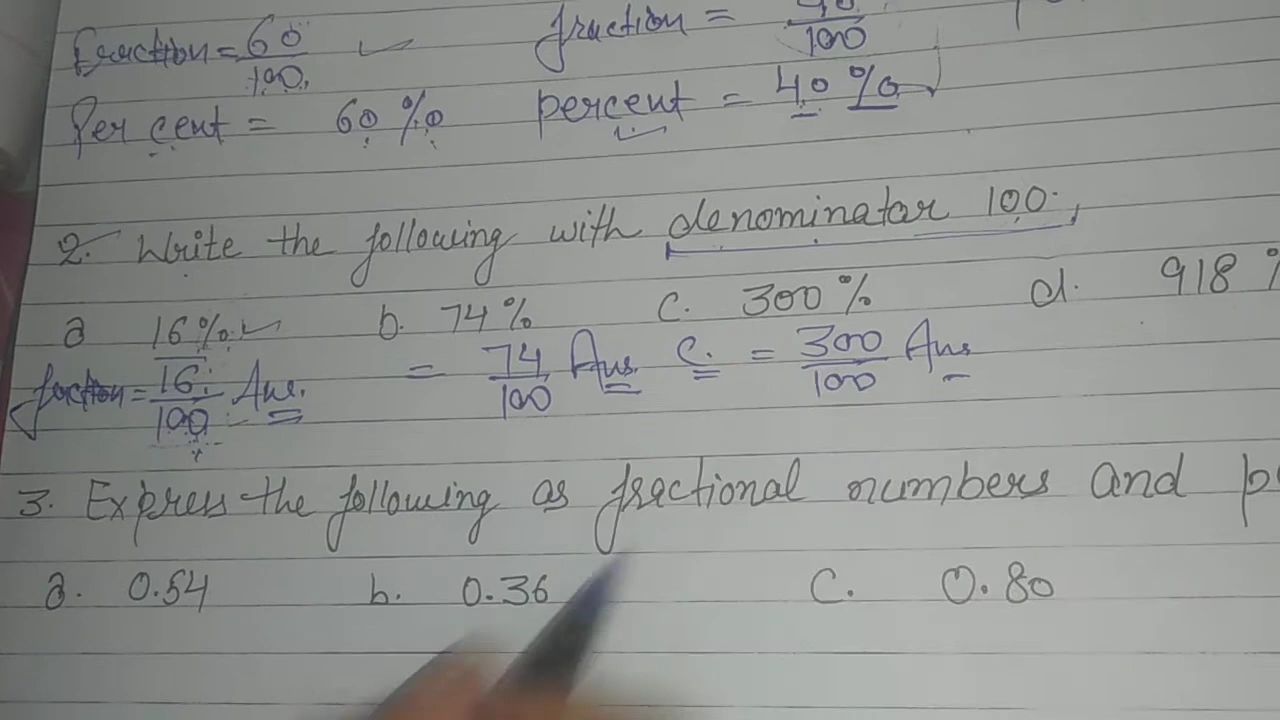 fraction = 60/100 fraction = 40/100
Per cent = 60% percent = 40%
2. Write the following with denominator 100.
a 16% b. 74% c. 300% d. 918%
fraction = 16/100 Ans. = 74/100 Ans. C. = 300/100 Ans
3. Express the following as fractional numbers and
a. 0.54 b. 0.36 C. 0.80